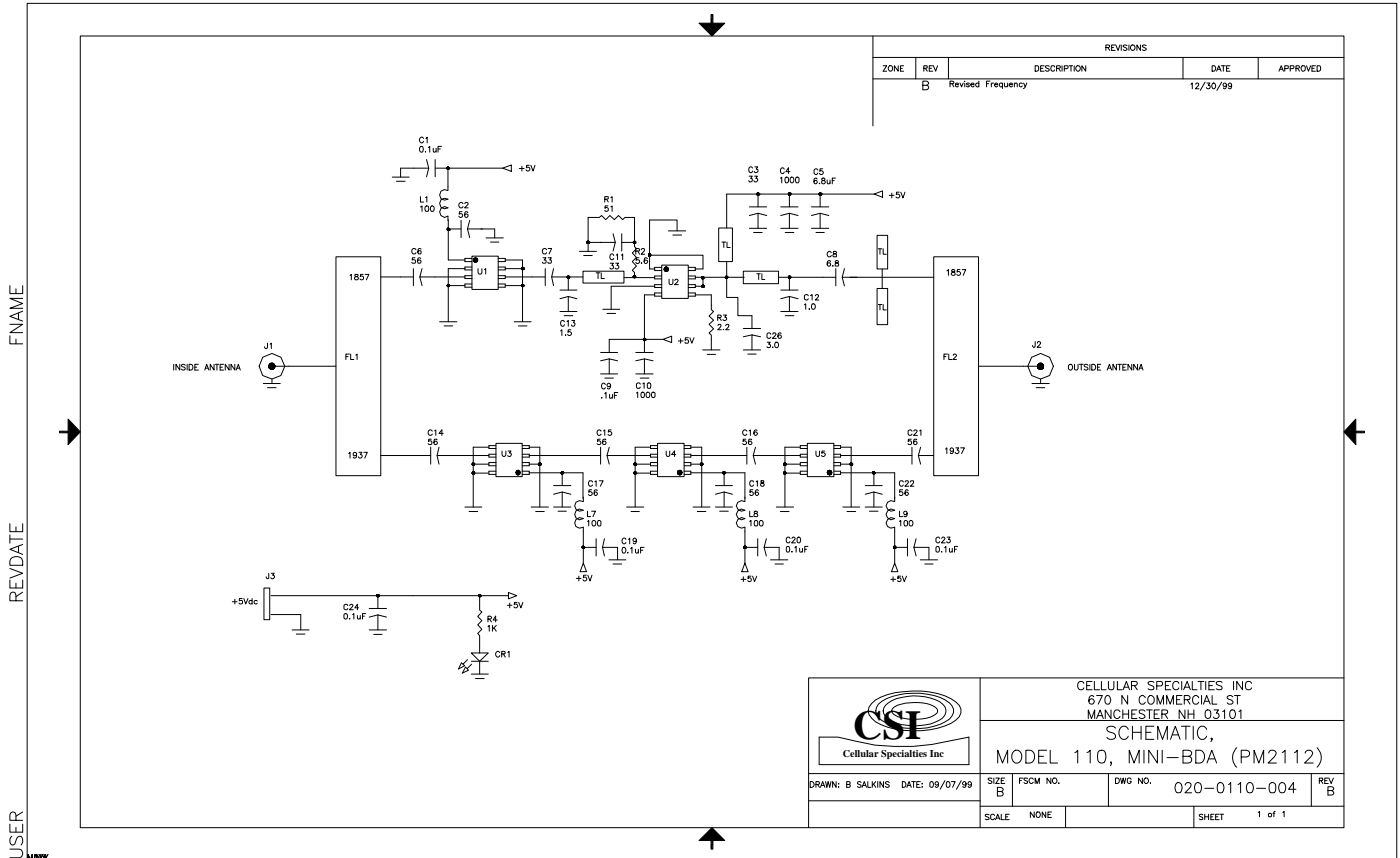 REVISIONS
ZONE REV DESCRIPTION DATE APPROVED
B Revised Frequency 12/30/99
C1
0.1uF
+5V
L1
100
C2
56
C6
56
U1
C7
33
C13
1.5
R1
51
C11
33
R2
5.6
TL
U2
C9
.1uF
C10
1000
+5V
R3
2.2
C26
3.0
TL
TL
C3
33
C4
1000
C5
6.8uF
+5V
C12
1.0
C8
6.8
TL
TL
1857
FL1
1937
1857
FL2
1937
J1
INSIDE ANTENNA
J2
OUTSIDE ANTENNA
C14
56
U3
C17
56
L7
100
C19
0.1uF
+5V
C15
56
U4
C18
56
L8
100
C20
0.1uF
+5V
C16
56
U5
C22
56
L9
100
C23
0.1uF
+5V
C21
56
J3
+5Vdc
C24
0.1uF
+5V
R4
1K
CR1
FNAME
REVDATE
USER
CSI
Cellular Specialties Inc
CELLULAR SPECIALTIES INC
670 N COMMERCIAL ST
MANCHESTER NH 03101
SCHEMATIC,
MODEL 110, MINI-BDA (PM2112)
DRAWN: B SALKINS DATE: 09/07/99
SIZE B
FSCM NO.
DWG NO. 020-0110-004
REV B
SCALE NONE
SHEET 1 of 1